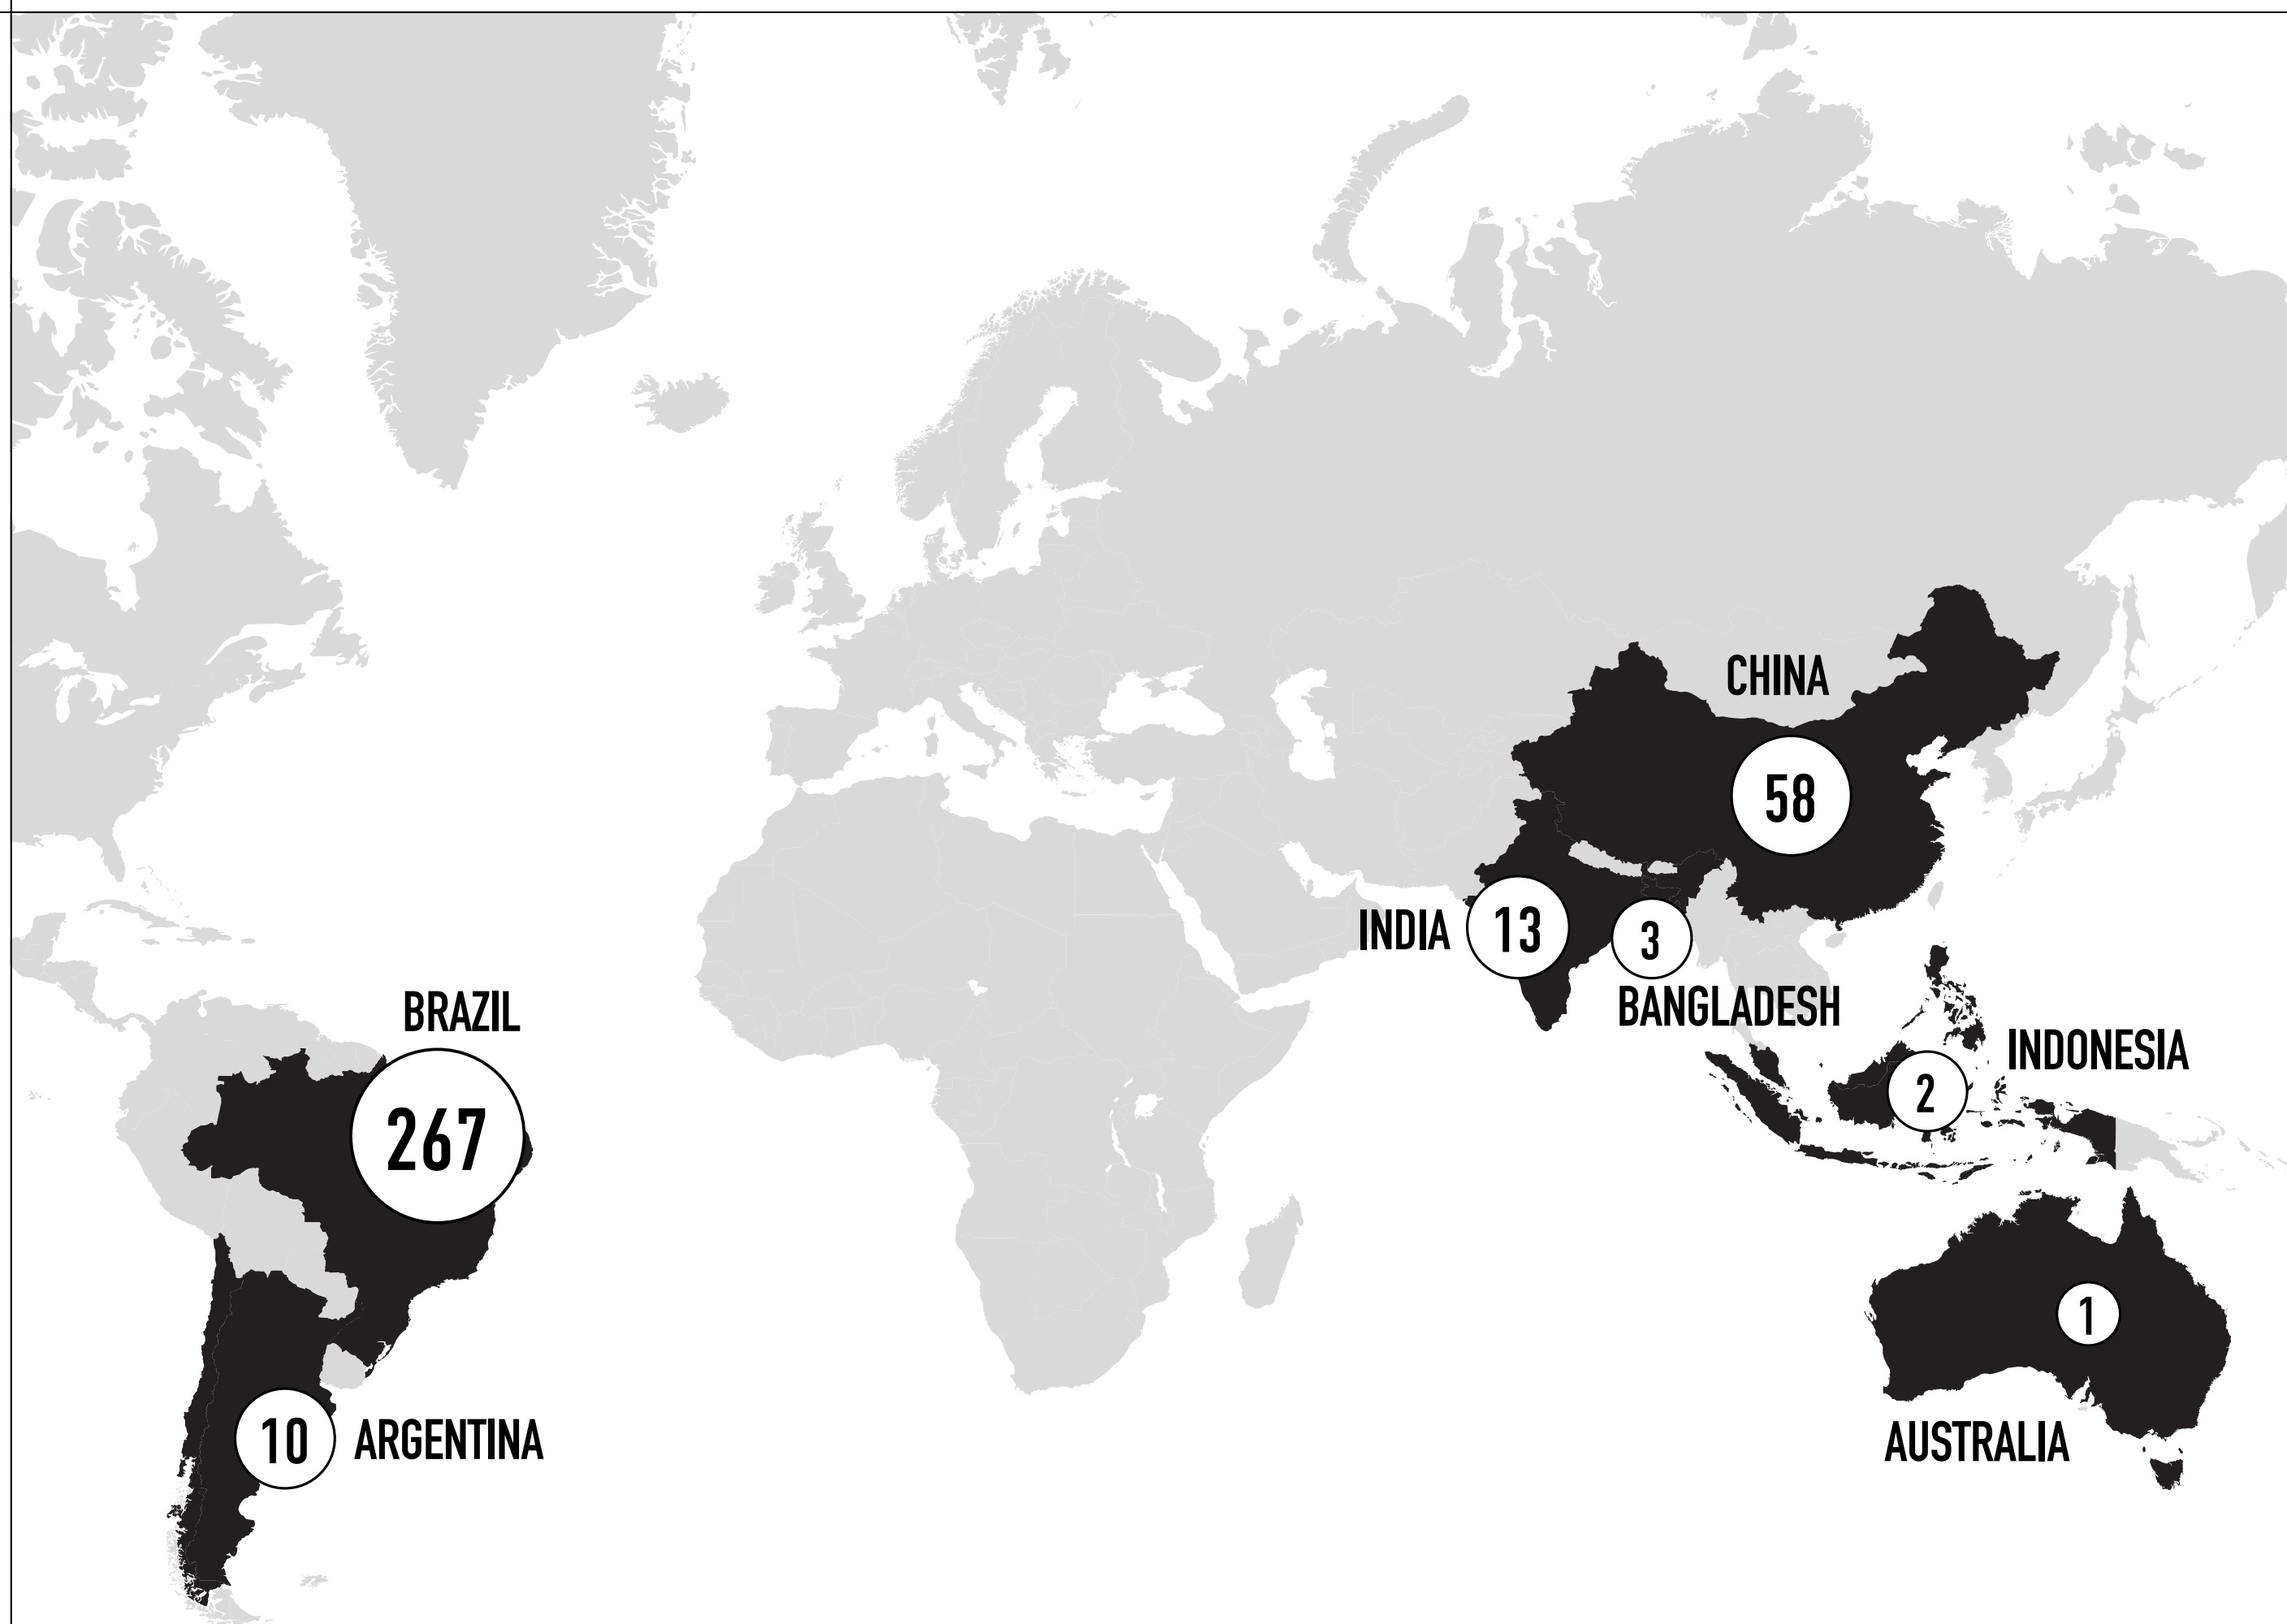 CHINA
58
INDIA
13
3
BANGLADESH
BRAZIL
267
INDONESIA
2
1
AUSTRALIA
10
ARGENTINA